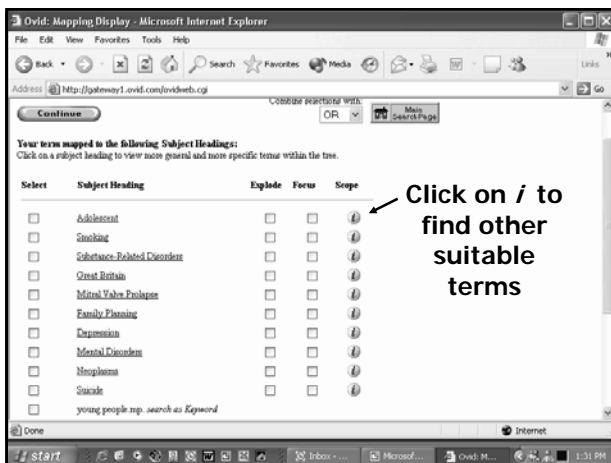 Ovid: Mapping Display - Microsoft Internet Explorer
File Edit View Favorites Tools Help
Back Search Favorites Media Links
Address http://gateway1.ovid.com/ovidweb.cgi Go
Continue
Combine selections with:
OR
Main Search Page
Your term mapped to the following Subject Headings:
Click on a subject heading to view more general and more specific terms within the tree.
Select Subject Heading Explode Focus Scope
Adolescent i
Smoking i
Substance-Related Disorders i
Great Britain i
Mitral Valve Prolapse i
Family Planning i
Depression i
Mental Disorders i
Neoplasms i
Suicide i
young people.mp. search as Keyword
Click on i to
find other
suitable
terms
Done Internet
start Inbox - ... Microsof... Ovid: M... 1:31 PM